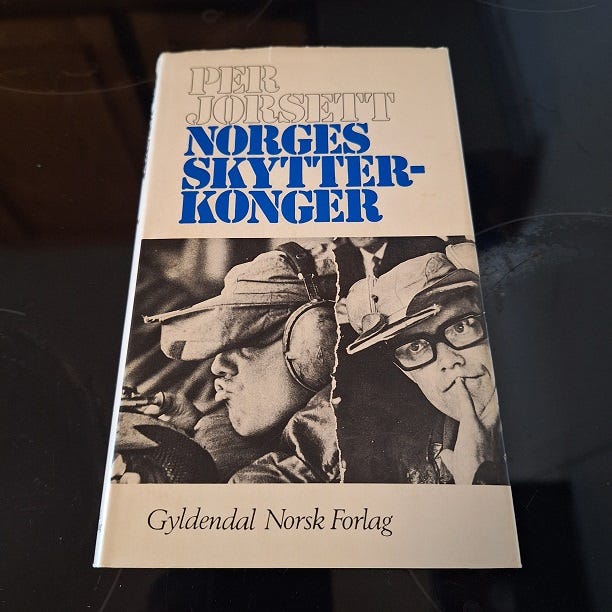 PER
JORSETT
NORGES
SKYTTER-
KONGER
Gyldendal Norsk Forlag